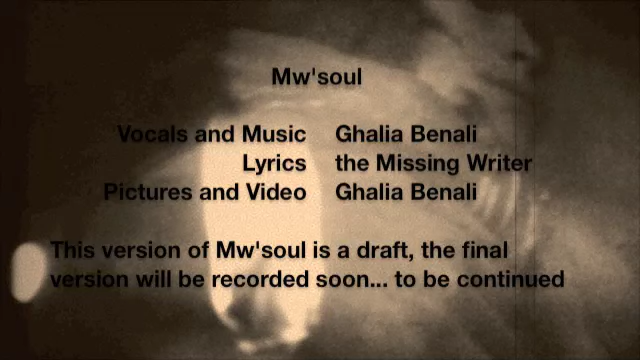 Mw'soul
Vocals and Music Ghalia Benali
Lyrics the Missing Writer
Pictures and Video Ghalia Benali
This version of Mw'soul is a draft, the final
version will be recorded soon... to be continued